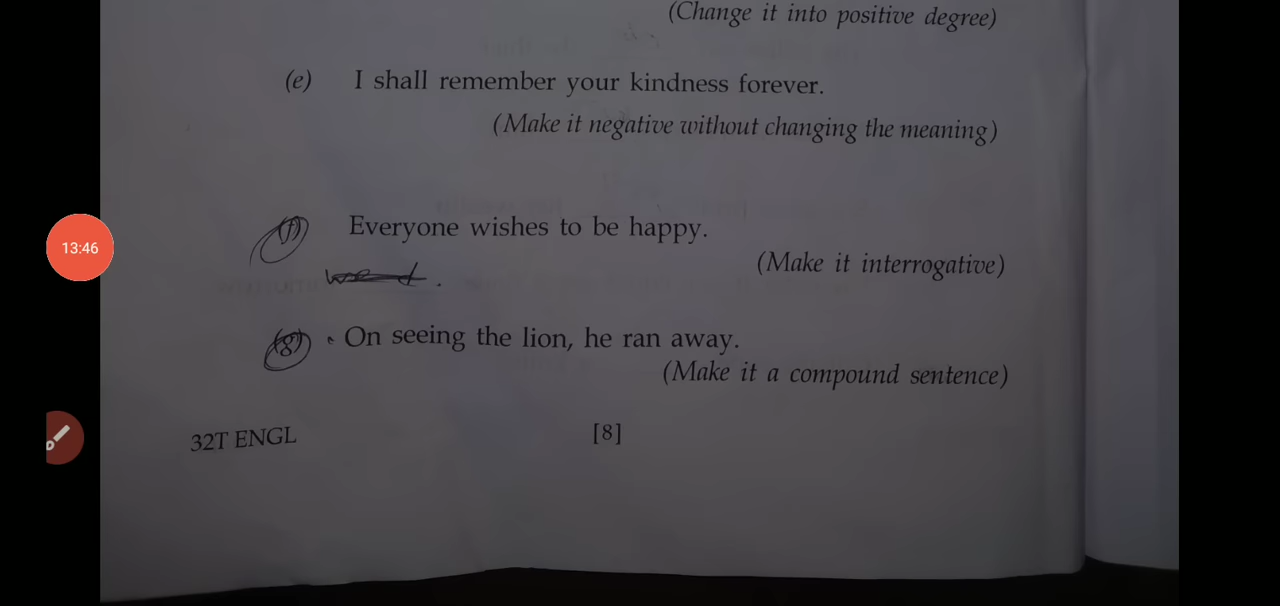 (Change it into positive degree)
(e) I shall remember your kindness forever.
(Make it negative without changing the meaning)
(f) Everyone wishes to be happy.
(Make it interrogative)
13:46
(g) On seeing the lion, he ran away.
(Make it a compound sentence)
32T ENGL [8]